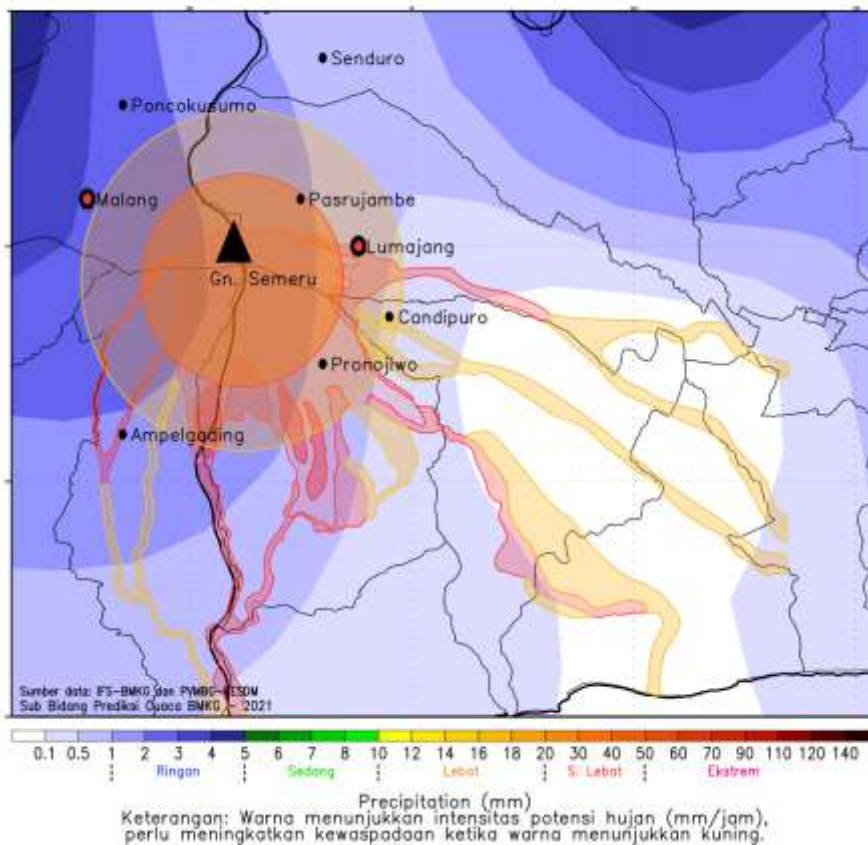 Senduro
Poncokusumo
Malang
Pasrujambe
Lumajang
Gn. Semeru
Candipuro
Pronojiwo
Ampelgading
Sumber data: IFS-BMKG dan PVMBG-KESDM
Sub Bidang Prediksi Cuaca BMKG - 2021
0.1 0.5 1 2 3 4 5 6 7 8 10 12 14 16 18 20 30 40 50 60 70 90 110 120 140
Ringan Sedang Lebat S. Lebat Ekstrem
Precipitation (mm)
Keterangan: Warna menunjukkan intensitas potensi hujan (mm/jam),
perlu meningkatkan kewaspadaan ketika warna menunjukkan kuning.